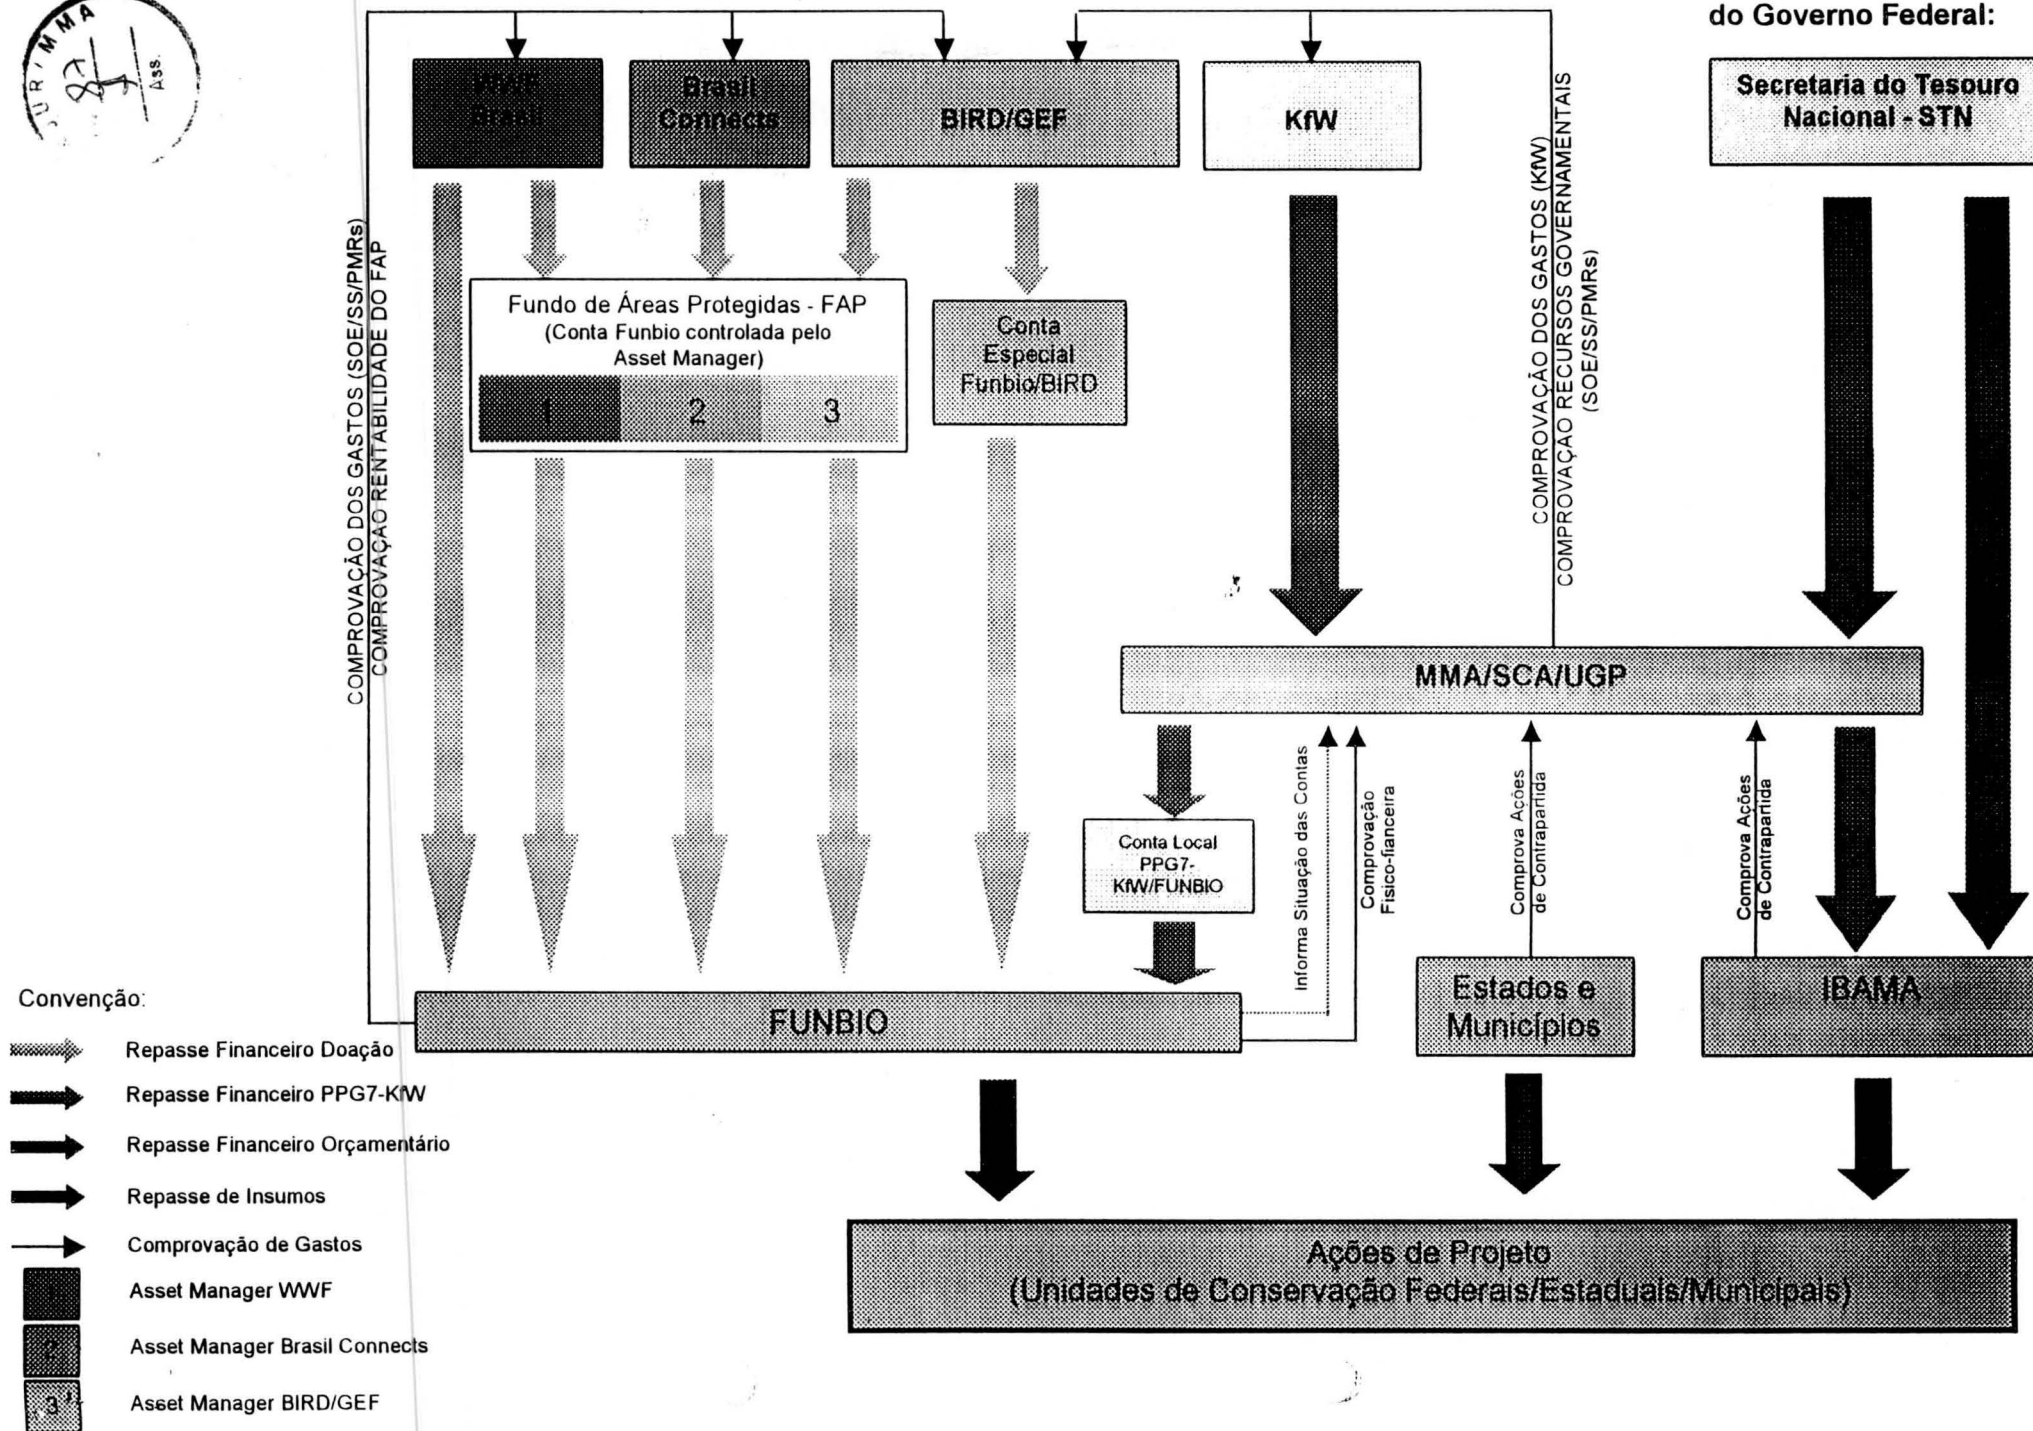 JUR/MMA
87
Ass.
do Governo Federal:
WWF
Brasil
Brasil
Connects
BIRD/GEF
KfW
Secretaria do Tesouro
Nacional - STN
COMPROVAÇÃO DOS GASTOS (SOE/SS/PMRs)
COMPROVAÇÃO RENTABILIDADE DO FAP
Fundo de Áreas Protegidas - FAP
(Conta Funbio controlada pelo
Asset Manager)
1
2
3
Conta
Especial
Funbio/BIRD
COMPROVAÇÃO DOS GASTOS (KfW)
COMPROVAÇÃO RECURSOS GOVERNAMENTAIS
(SOE/SS/PMRs)
MMA/SCA/UGP
Conta Local
PPG7-
KfW/FUNBIO
Informa Situação das Contas
Comprovação
Fisico-fianceira
Comprova Ações
de Contrapartida
Comprova Ações
de Contrapartida
FUNBIO
Estados e
Municípios
IBAMA
Ações de Projeto
(Unidades de Conservação Federais/Estaduais/Municipais)
Convenção:
Repasse Financeiro Doação
Repasse Financeiro PPG7-KfW
Repasse Financeiro Orçamentário
Repasse de Insumos
Comprovação de Gastos
Asset Manager WWF
2
Asset Manager Brasil Connects
3
Asset Manager BIRD/GEF